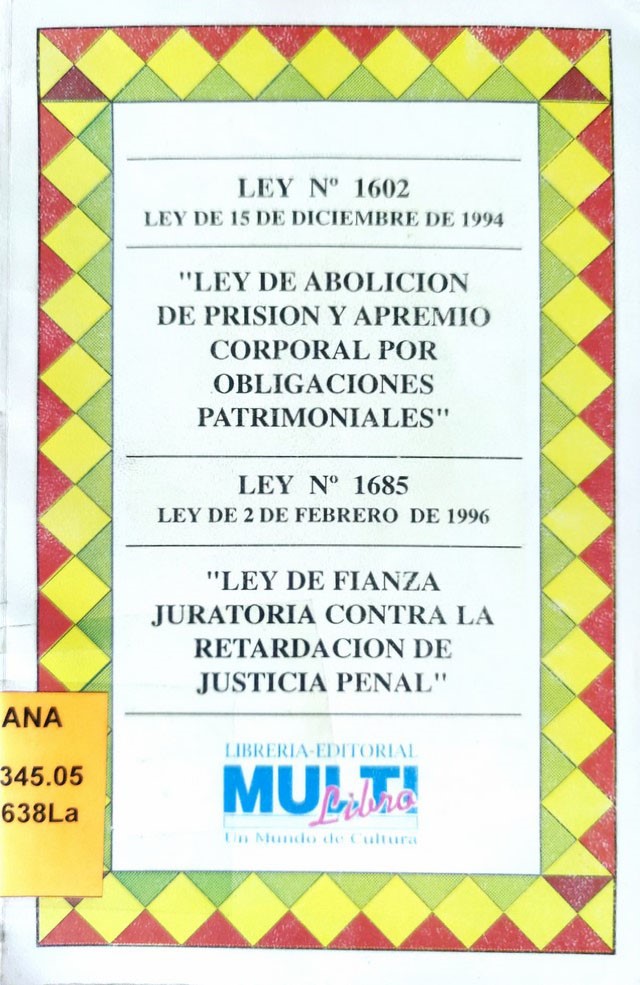 LEY Nº 1602
LEY DE 15 DE DICIEMBRE DE 1994
"LEY DE ABOLICION
DE PRISION Y APREMIO
CORPORAL POR
OBLIGACIONES
PATRIMONIALES"
LEY Nº 1685
LEY DE 2 DE FEBRERO DE 1996
"LEY DE FIANZA
JURATORIA CONTRA LA
RETARDACION DE
JUSTICIA PENAL"
LIBRERIA-EDITORIAL
MULTI
Libro
Un Mundo de Cultura
ANA
345.05
638La